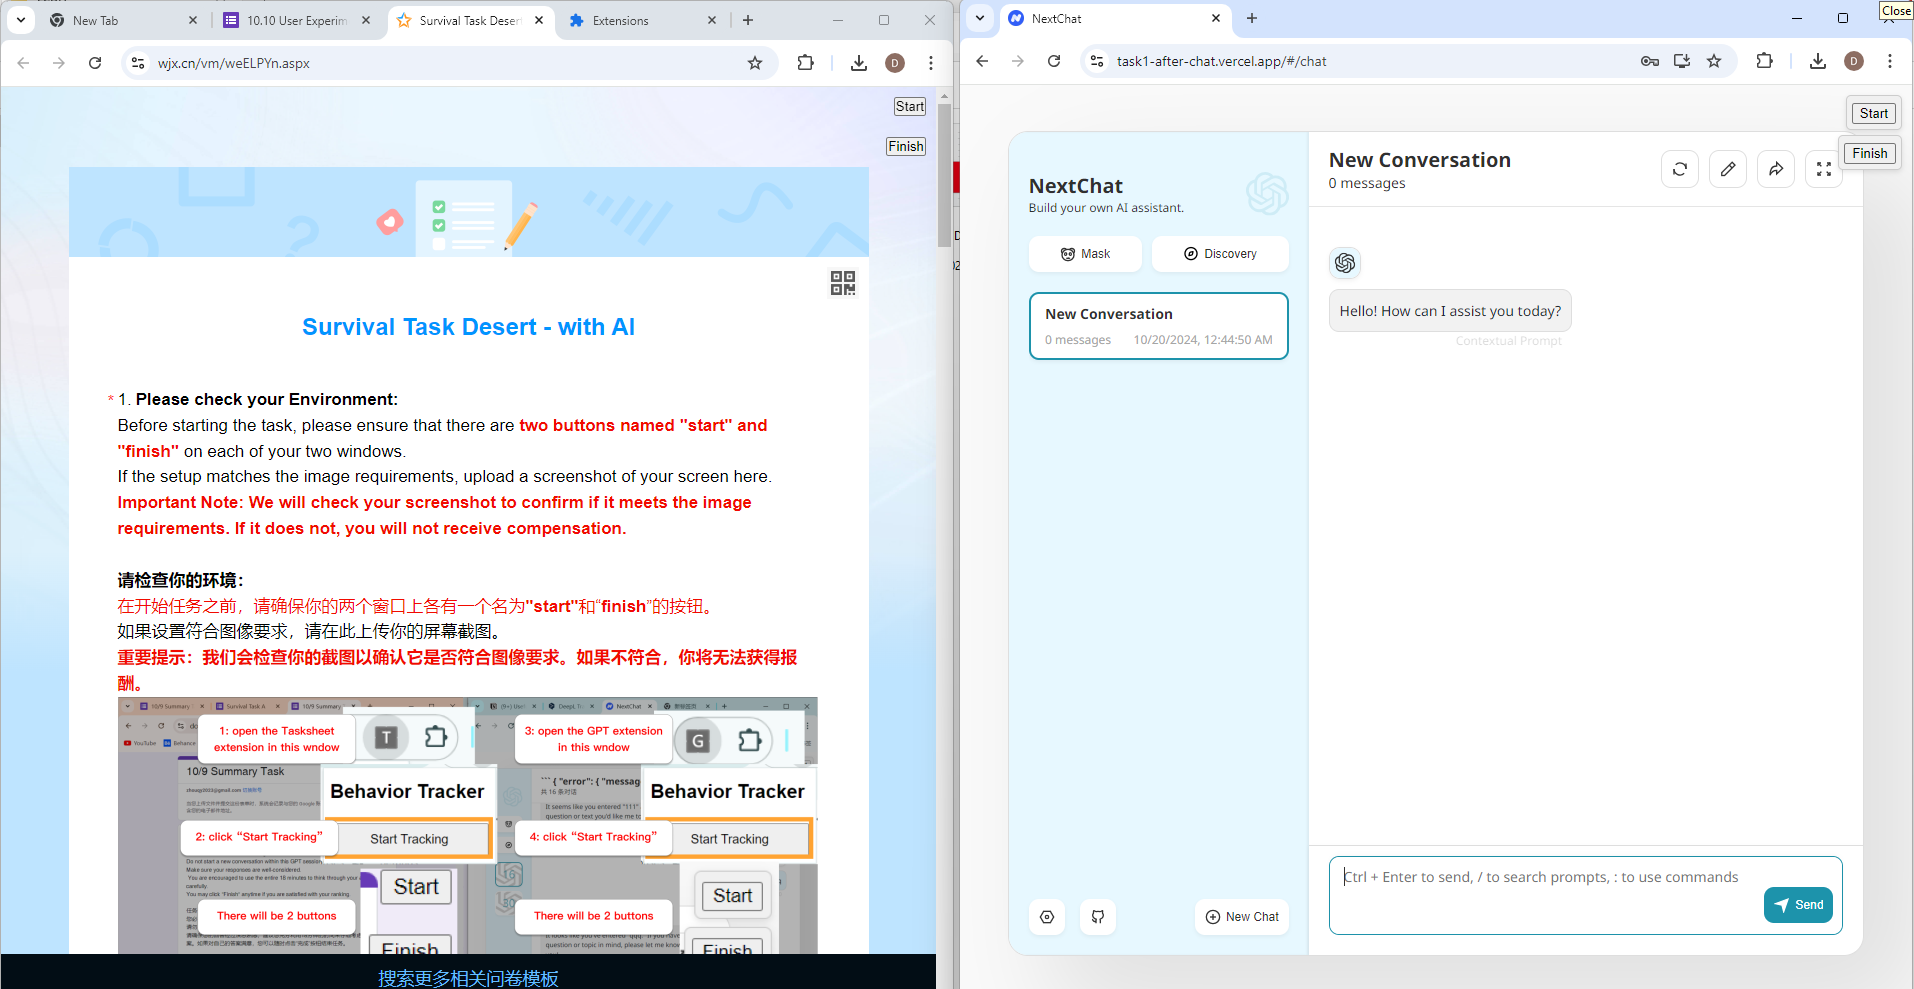 New Tab
10.10 User Experim
Survival Task Deser
Extensions
wjx.cn/vm/weELPYn.aspx
D
Start
Finish
Survival Task Desert - with AI
* 1. Please check your Environment:
Before starting the task, please ensure that there are two buttons named "start" and
"finish" on each of your two windows.
If the setup matches the image requirements, upload a screenshot of your screen here.
Important Note: We will check your screenshot to confirm if it meets the image
requirements. If it does not, you will not receive compensation.
请检查你的环境：
在开始任务之前，请确保你的两个窗口上各有一个名为"start"和“finish”的按钮。
如果设置符合图像要求，请在此上传你的屏幕截图。
重要提示：我们会检查你的截图以确认它是否符合图像要求。如果不符合，你将无法获得报
酬。
1: open the Tasksheet
extension in this wndow
T
3: open the GPT extension
in this wndow
G
10/9 Summary Task
Behavior Tracker
Behavior Tracker
2: click “Start Tracking”
Start Tracking
4: click “Start Tracking”
Start Tracking
There will be 2 buttons
Start
Finish
There will be 2 buttons
Start
Finish
搜索更多相关问卷模板
NextChat
Close
task1-after-chat.vercel.app/#/chat
D
Start
Finish
NextChat
Build your own AI assistant.
Mask
Discovery
New Conversation
0 messages 10/20/2024, 12:44:50 AM
New Chat
New Conversation
0 messages
Hello! How can I assist you today?
Contextual Prompt
Ctrl + Enter to send, / to search prompts, : to use commands
Send